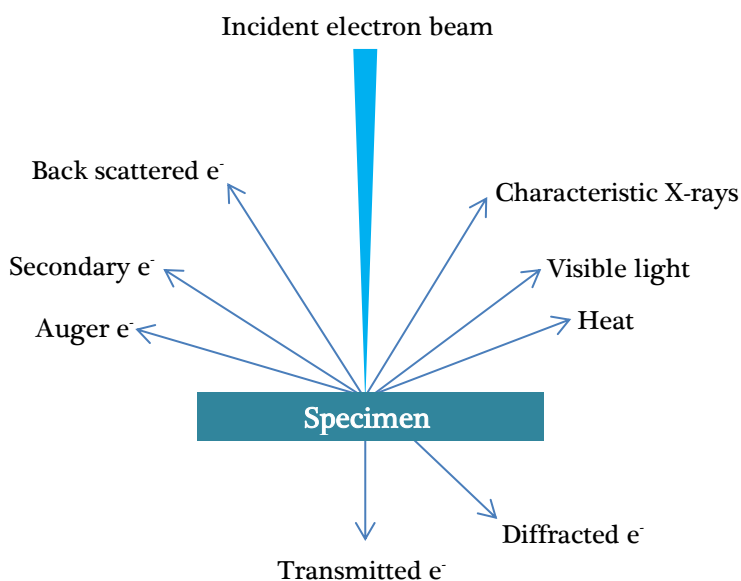 Incident electron beam
Back scattered e⁻
Characteristic X-rays
Secondary e⁻
Visible light
Auger e⁻
Heat
Specimen
Diffracted e⁻
Transmitted e⁻